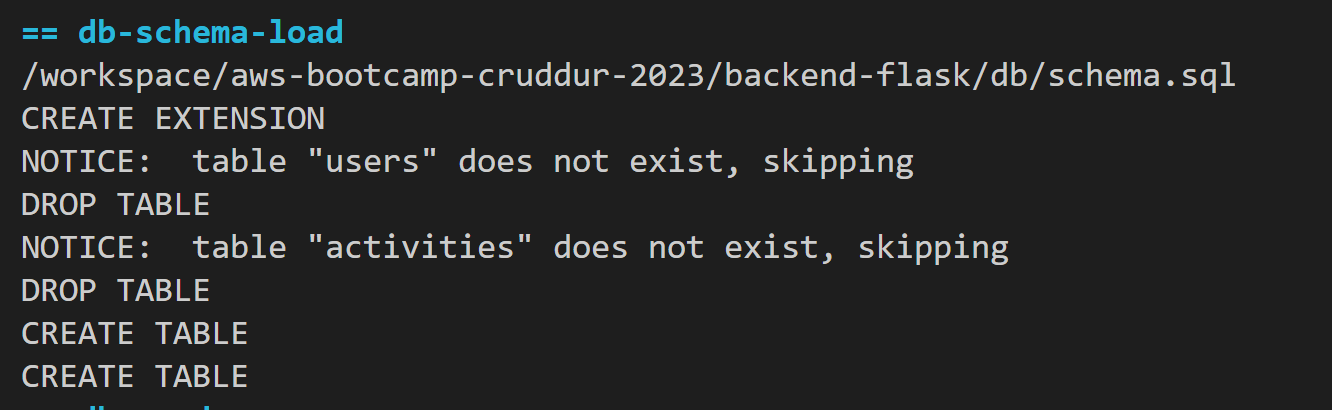 == db-schema-load
/workspace/aws-bootcamp-cruddur-2023/backend-flask/db/schema.sql
CREATE EXTENSION
NOTICE:  table "users" does not exist, skipping
DROP TABLE
NOTICE:  table "activities" does not exist, skipping
DROP TABLE
CREATE TABLE
CREATE TABLE